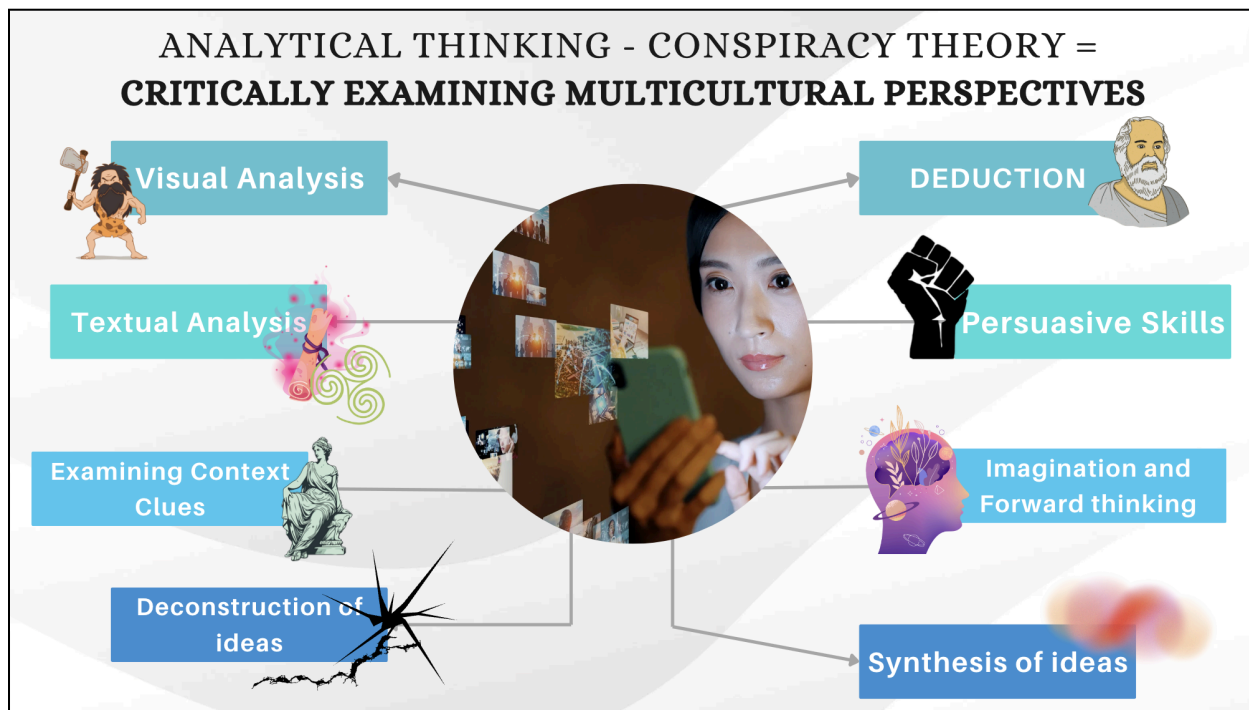 ANALYTICAL THINKING - CONSPIRACY THEORY =
CRITICALLY EXAMINING MULTICULTURAL PERSPECTIVES
Visual Analysis
DEDUCTION
Textual Analysis
Persuasive Skills
Examining Context
Clues
Imagination and
Forward thinking
Deconstruction of
ideas
Synthesis of ideas